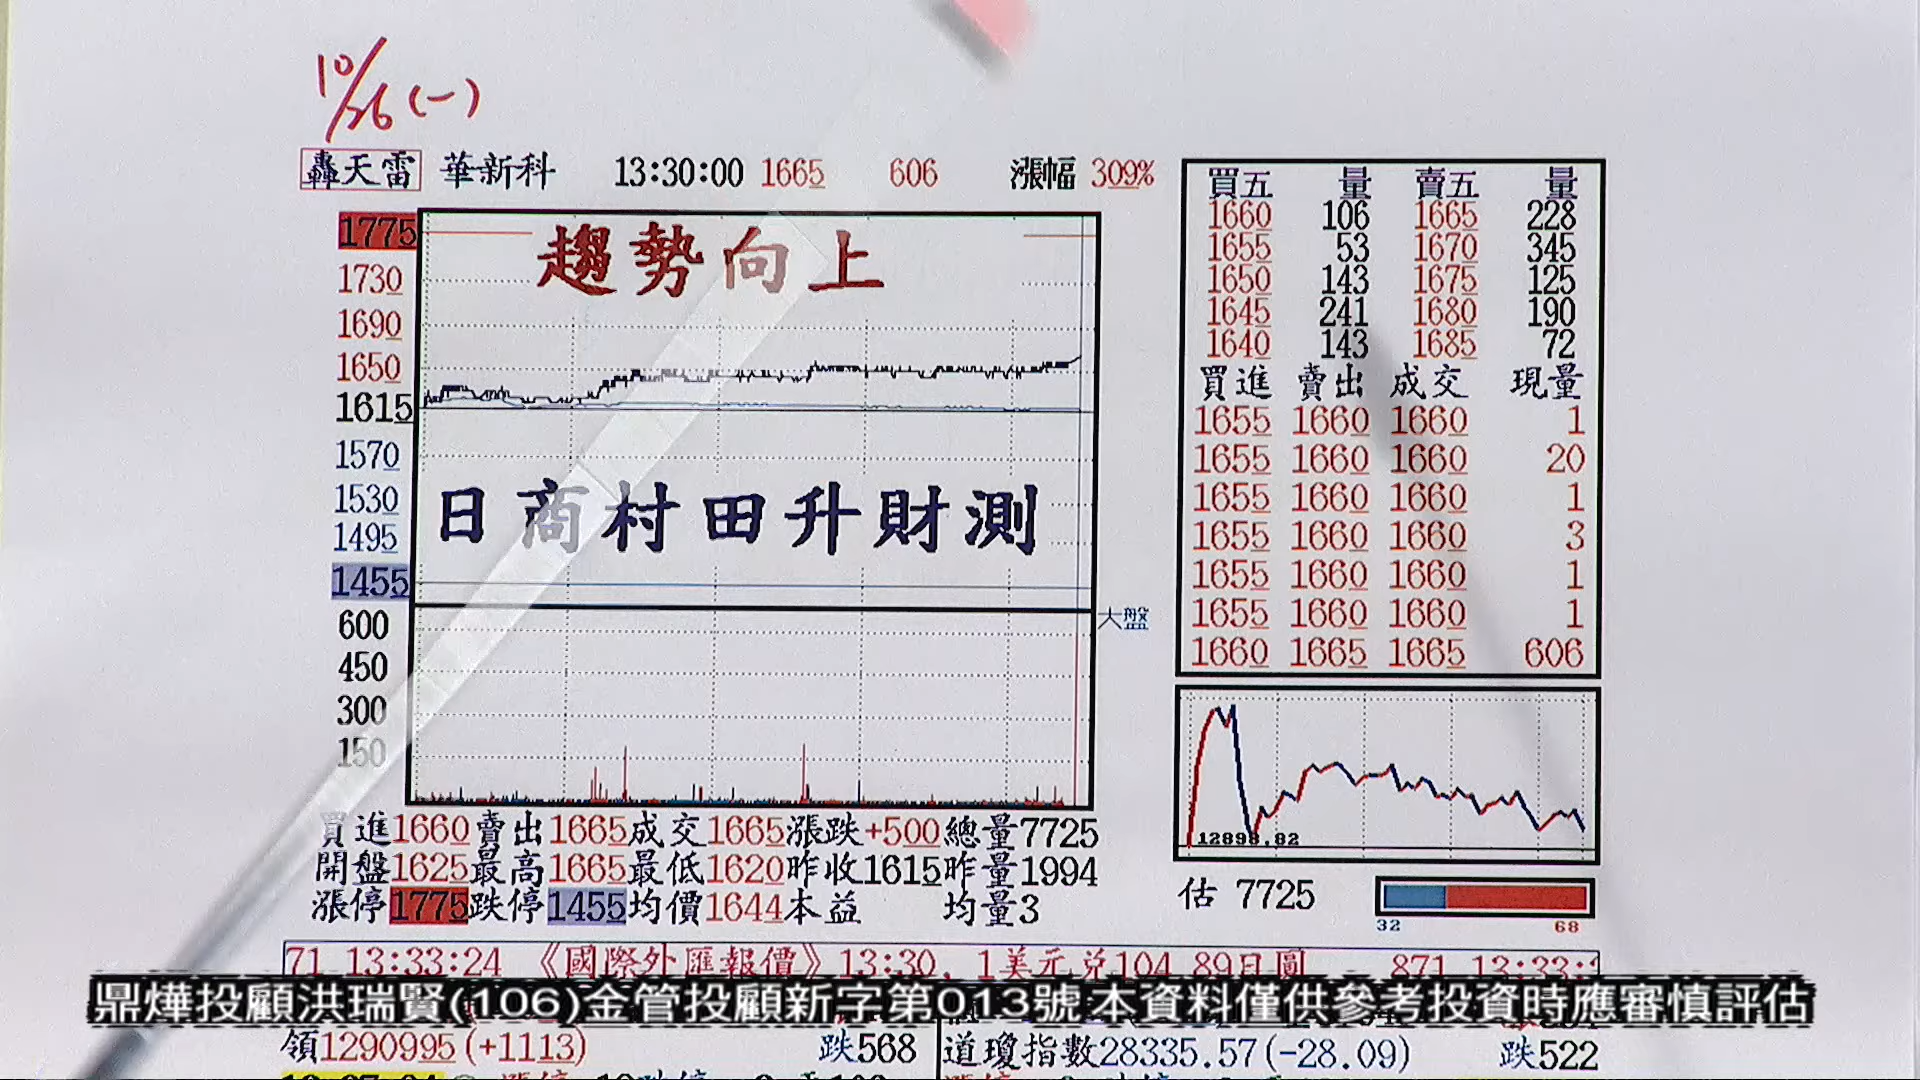 10/26(一)
轟天雷 華新科 13:30:00 1665 606 漲幅 309%
1775
1730
1690
1650
1615
1570
1530
1495
1455
600
450
300
150
趨勢向上
日商村田升財測
大盤
買五 量 賣五 量
1660 106 1665 228
1655 53 1670 345
1650 143 1675 125
1645 241 1680 190
1640 143 1685 72
買進 賣出 成交 現量
1655 1660 1660 1
1655 1660 1660 20
1655 1660 1660 1
1655 1660 1660 3
1655 1660 1660 1
1655 1660 1660 1
1660 1665 1665 606
12898.82
估 7725
32 68
買進1660賣出1665成交1665漲跌+500總量7725
開盤1625最高1665最低1620昨收1615昨量1994
漲停1775跌停1455均價1644本益 均量3
71 13:33:24 《國際外匯報價》13:30, 1美元兌104.89日圓 871 13:33:
鼎燁投顧洪瑞賢(106)金管投顧新字第013號 本資料僅供參考投資時應審慎評估
領1290995(+1113) 跌568 道瓊指數28335.57(-28.09) 跌522